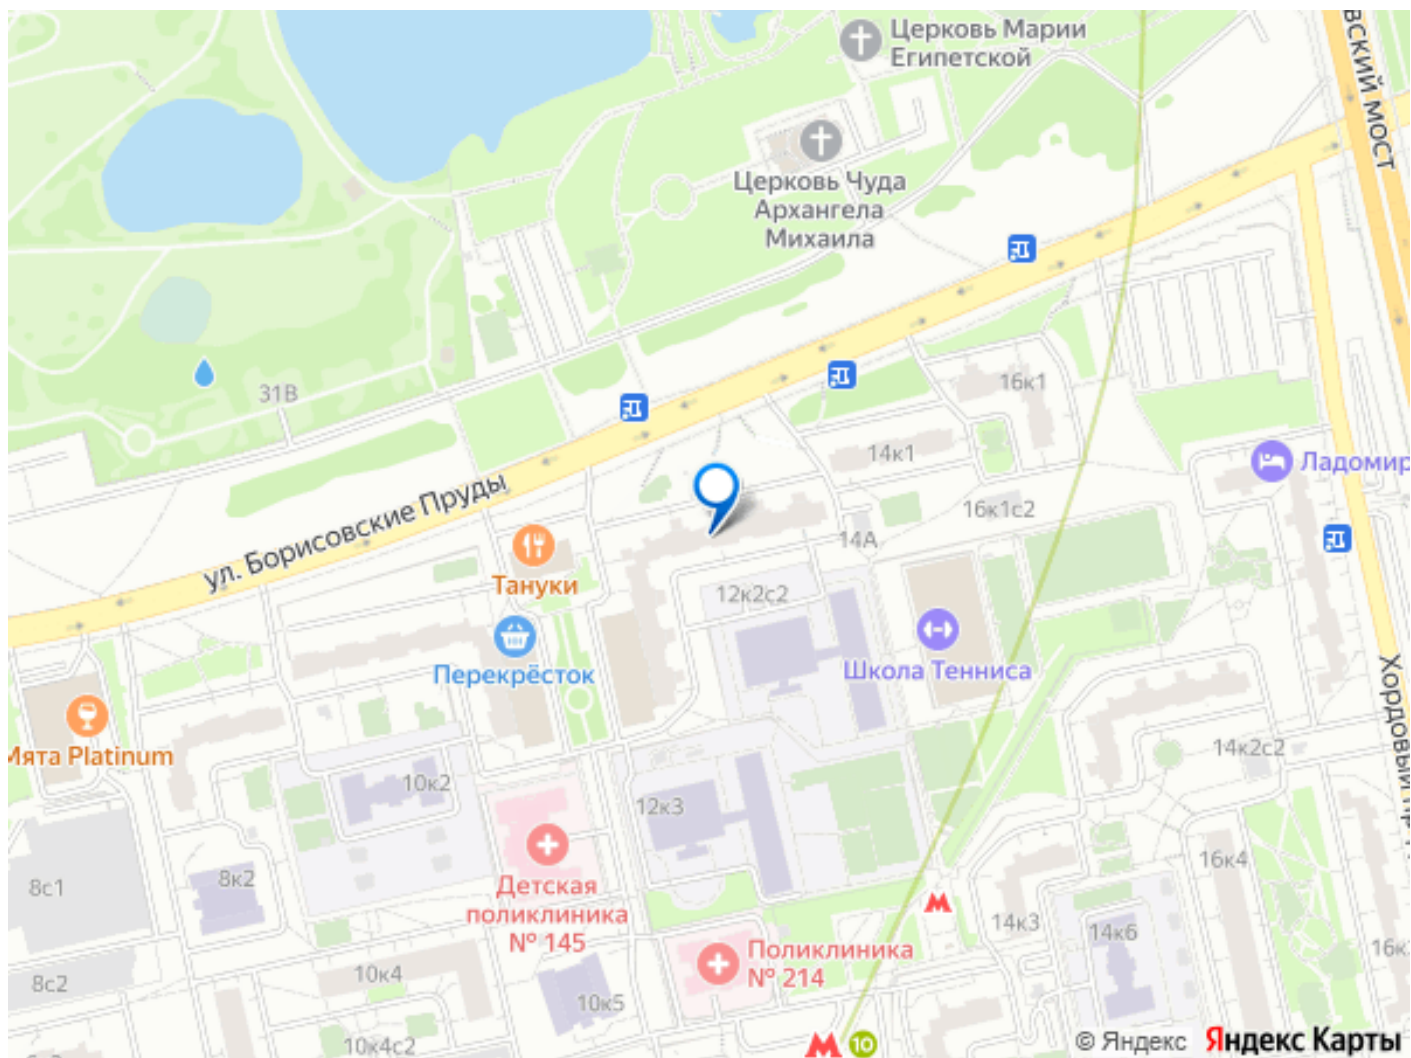 Церковь Марии
Египетской
вский мост
Церковь Чуда
Архангела
Михаила
31В
16к1
14к1
Ладомир
ул. Борисовские Пруды
16к1с2
14А
Тануки
12к2с2
Перекрёсток
Школа Тенниса
Мята Platinum
Хордовый пр
14к2с2
10к2
12к3
8к2
8с1
16к4
Детская
поликлиника
№ 145
14к3
14к6
Поликлиника
№ 214
16к
10к4
8с2
10к5
10к4с2
10
© Яндекс
Яндекс Карты